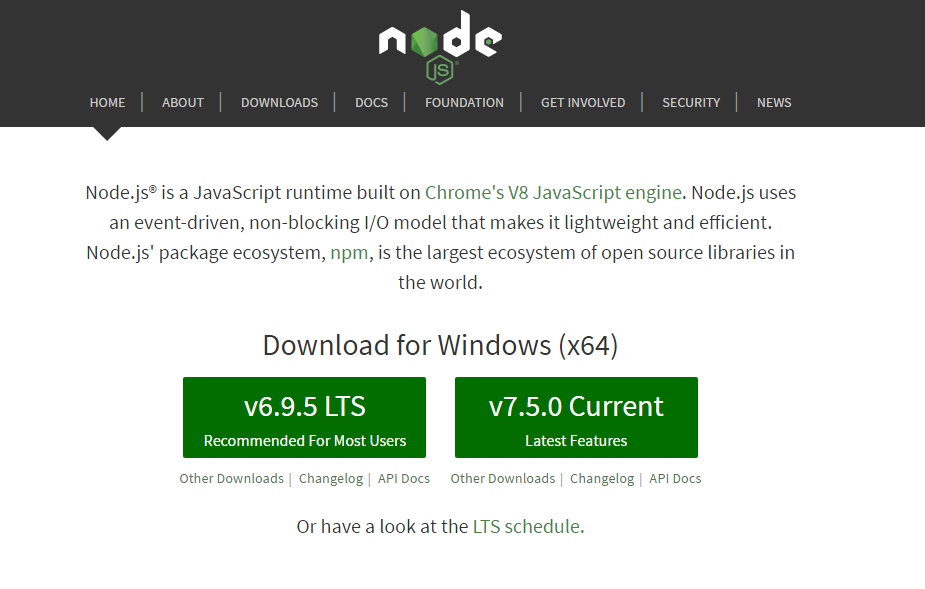 node
JS
HOME | ABOUT | DOWNLOADS | DOCS | FOUNDATION | GET INVOLVED | SECURITY | NEWS
Node.js® is a JavaScript runtime built on Chrome's V8 JavaScript engine. Node.js uses
an event-driven, non-blocking I/O model that makes it lightweight and efficient.
Node.js' package ecosystem, npm, is the largest ecosystem of open source libraries in
the world.
Download for Windows (x64)
v6.9.5 LTS
Recommended For Most Users
v7.5.0 Current
Latest Features
Other Downloads | Changelog | API Docs
Other Downloads | Changelog | API Docs
Or have a look at the LTS schedule.